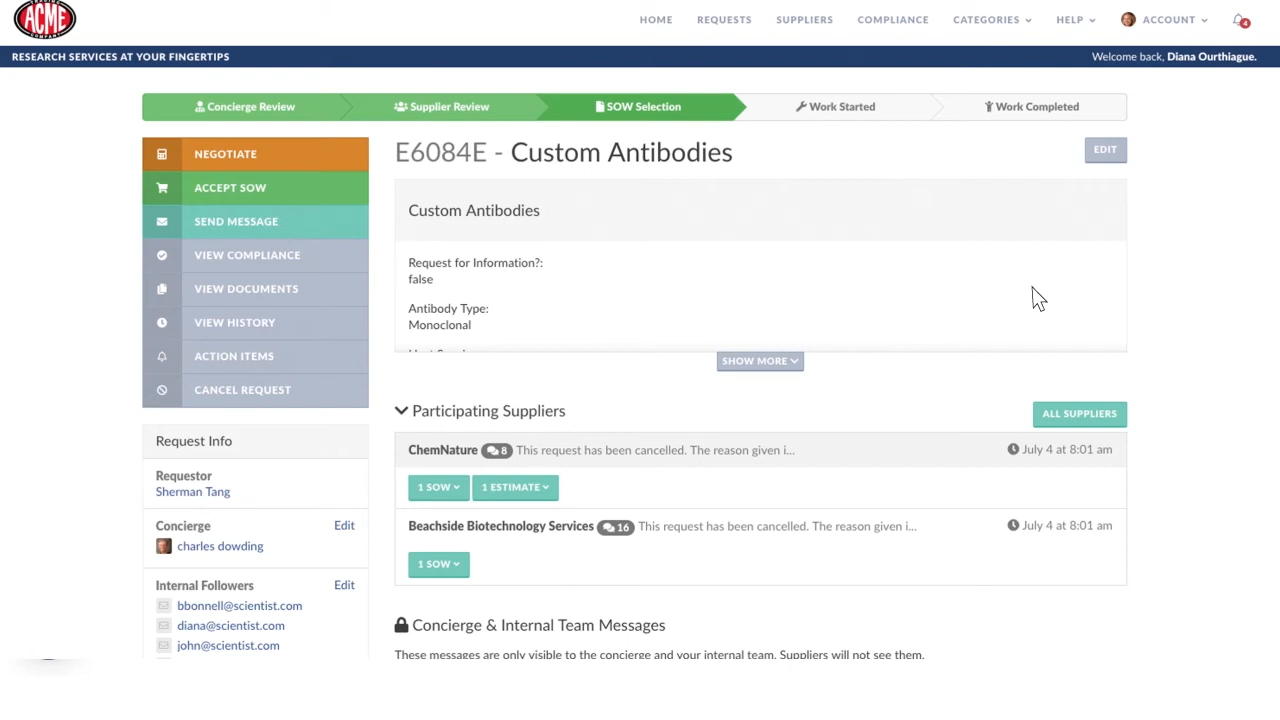 ACME
COMPANY
HOME REQUESTS SUPPLIERS COMPLIANCE CATEGORIES HELP ACCOUNT 4
RESEARCH SERVICES AT YOUR FINGERTIPS
Welcome back, Diana Ourthiague.
Concierge Review
Supplier Review
SOW Selection
Work Started
Work Completed
NEGOTIATE
ACCEPT SOW
SEND MESSAGE
VIEW COMPLIANCE
VIEW DOCUMENTS
VIEW HISTORY
ACTION ITEMS
CANCEL REQUEST
Request Info
Requestor
Sherman Tang
Concierge Edit
charles dowding
Internal Followers Edit
bbonnell@scientist.com
diana@scientist.com
john@scientist.com
E6084E - Custom Antibodies
EDIT
Custom Antibodies
Request for Information?:
false
Antibody Type:
Monoclonal
SHOW MORE
Participating Suppliers
ALL SUPPLIERS
ChemNature 8 This request has been cancelled. The reason given i... July 4 at 8:01 am
1 SOW 1 ESTIMATE
Beachside Biotechnology Services 16 This request has been cancelled. The reason given i... July 4 at 8:01 am
1 SOW
Concierge & Internal Team Messages
These messages are only visible to the concierge and your internal team. Suppliers will not see them.